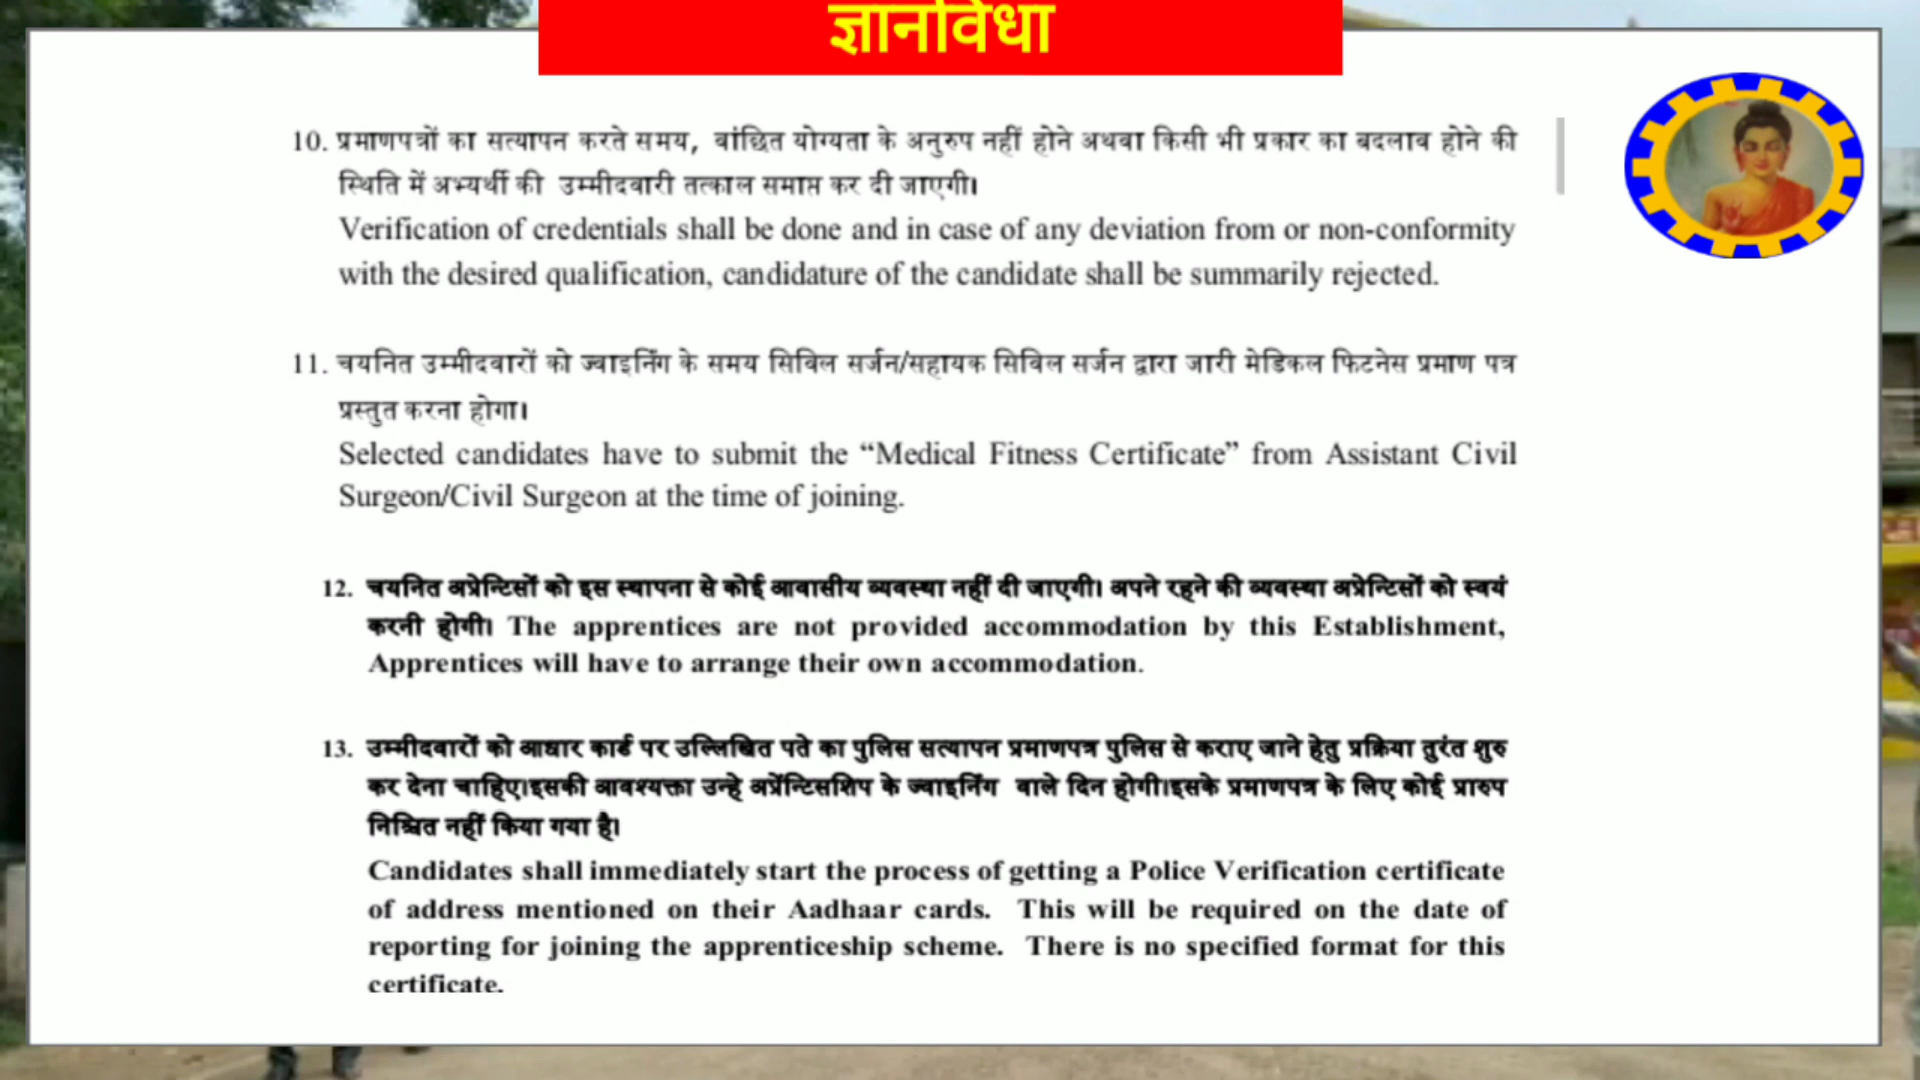 ज्ञानविधा
10. प्रमाणपत्रों का सत्यापन करते समय, वांछित योग्यता के अनुरुप नहीं होने अथवा किसी भी प्रकार का बदलाव होने की
स्थिति में अभ्यर्थी की उम्मीदवारी तत्काल समाप्त कर दी जाएगी।
Verification of credentials shall be done and in case of any deviation from or non-conformity
with the desired qualification, candidature of the candidate shall be summarily rejected.
11. चयनित उम्मीदवारों को ज्वाइनिंग के समय सिविल सर्जन/सहायक सिविल सर्जन द्वारा जारी मेडिकल फिटनेस प्रमाण पत्र
प्रस्तुत करना होगा।
Selected candidates have to submit the “Medical Fitness Certificate” from Assistant Civil
Surgeon/Civil Surgeon at the time of joining.
12. चयनित अप्रेन्टिसों को इस स्थापना से कोई आवासीय व्यवस्था नहीं दी जाएगी। अपने रहने की व्यवस्था अप्रेन्टिसों को स्वयं
करनी होगी। The apprentices are not provided accommodation by this Establishment,
Apprentices will have to arrange their own accommodation.
13. उम्मीदवारों को आधार कार्ड पर उल्लिखित पते का पुलिस सत्यापन प्रमाणपत्र पुलिस से कराए जाने हेतु प्रक्रिया तुरंत शुरु
कर देना चाहिए।इसकी आवश्यक्ता उन्हे अप्रेंन्टिसशिप के ज्वाइनिंग वाले दिन होगी।इसके प्रमाणपत्र के लिए कोई प्रारुप
निश्चित नहीं किया गया है।
Candidates shall immediately start the process of getting a Police Verification certificate
of address mentioned on their Aadhaar cards. This will be required on the date of
reporting for joining the apprenticeship scheme. There is no specified format for this
certificate.